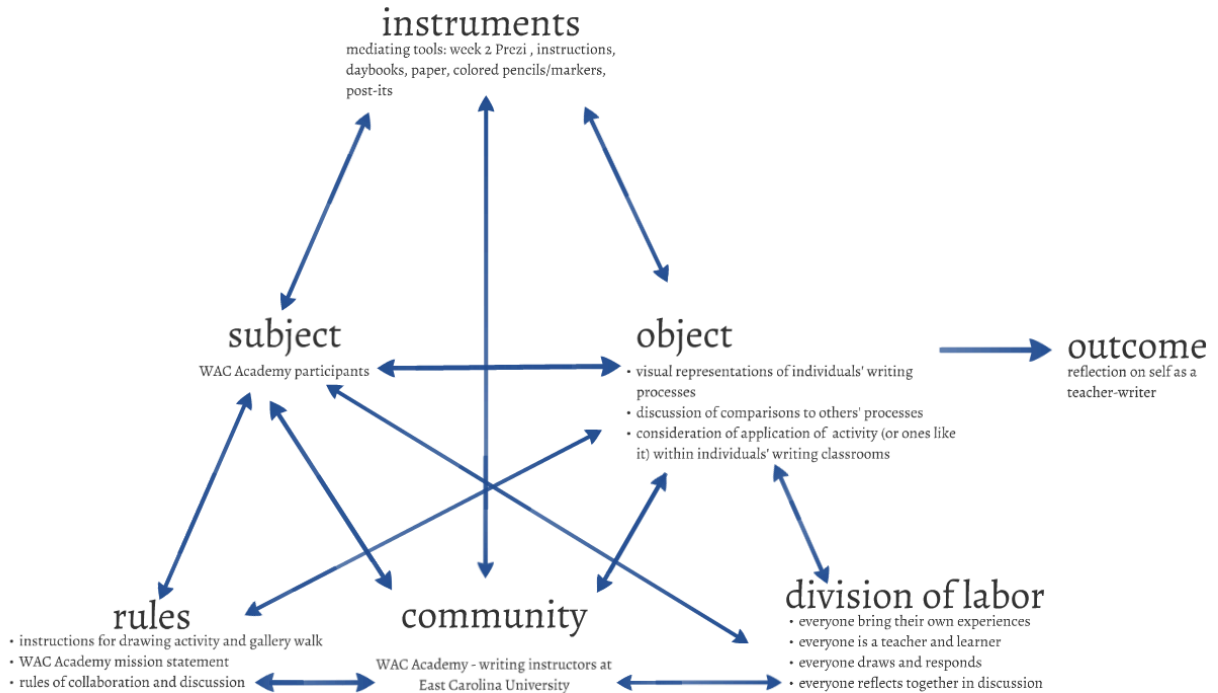 instruments
mediating tools: week 2 Prezi , instructions,
daybooks, paper, colored pencils/markers,
post-its
subject
WAC Academy participants
object
• visual representations of individuals' writing
processes
• discussion of comparisons to others' processes
• consideration of application of activity (or ones like
it) within individuals' writing classrooms
outcome
reflection on self as a
teacher-writer
rules
• instructions for drawing activity and gallery walk
• WAC Academy mission statement
• rules of collaboration and discussion
community
WAC Academy - writing instructors at
East Carolina University
division of labor
• everyone bring their own experiences
• everyone is a teacher and learner
• everyone draws and responds
• everyone reflects together in discussion